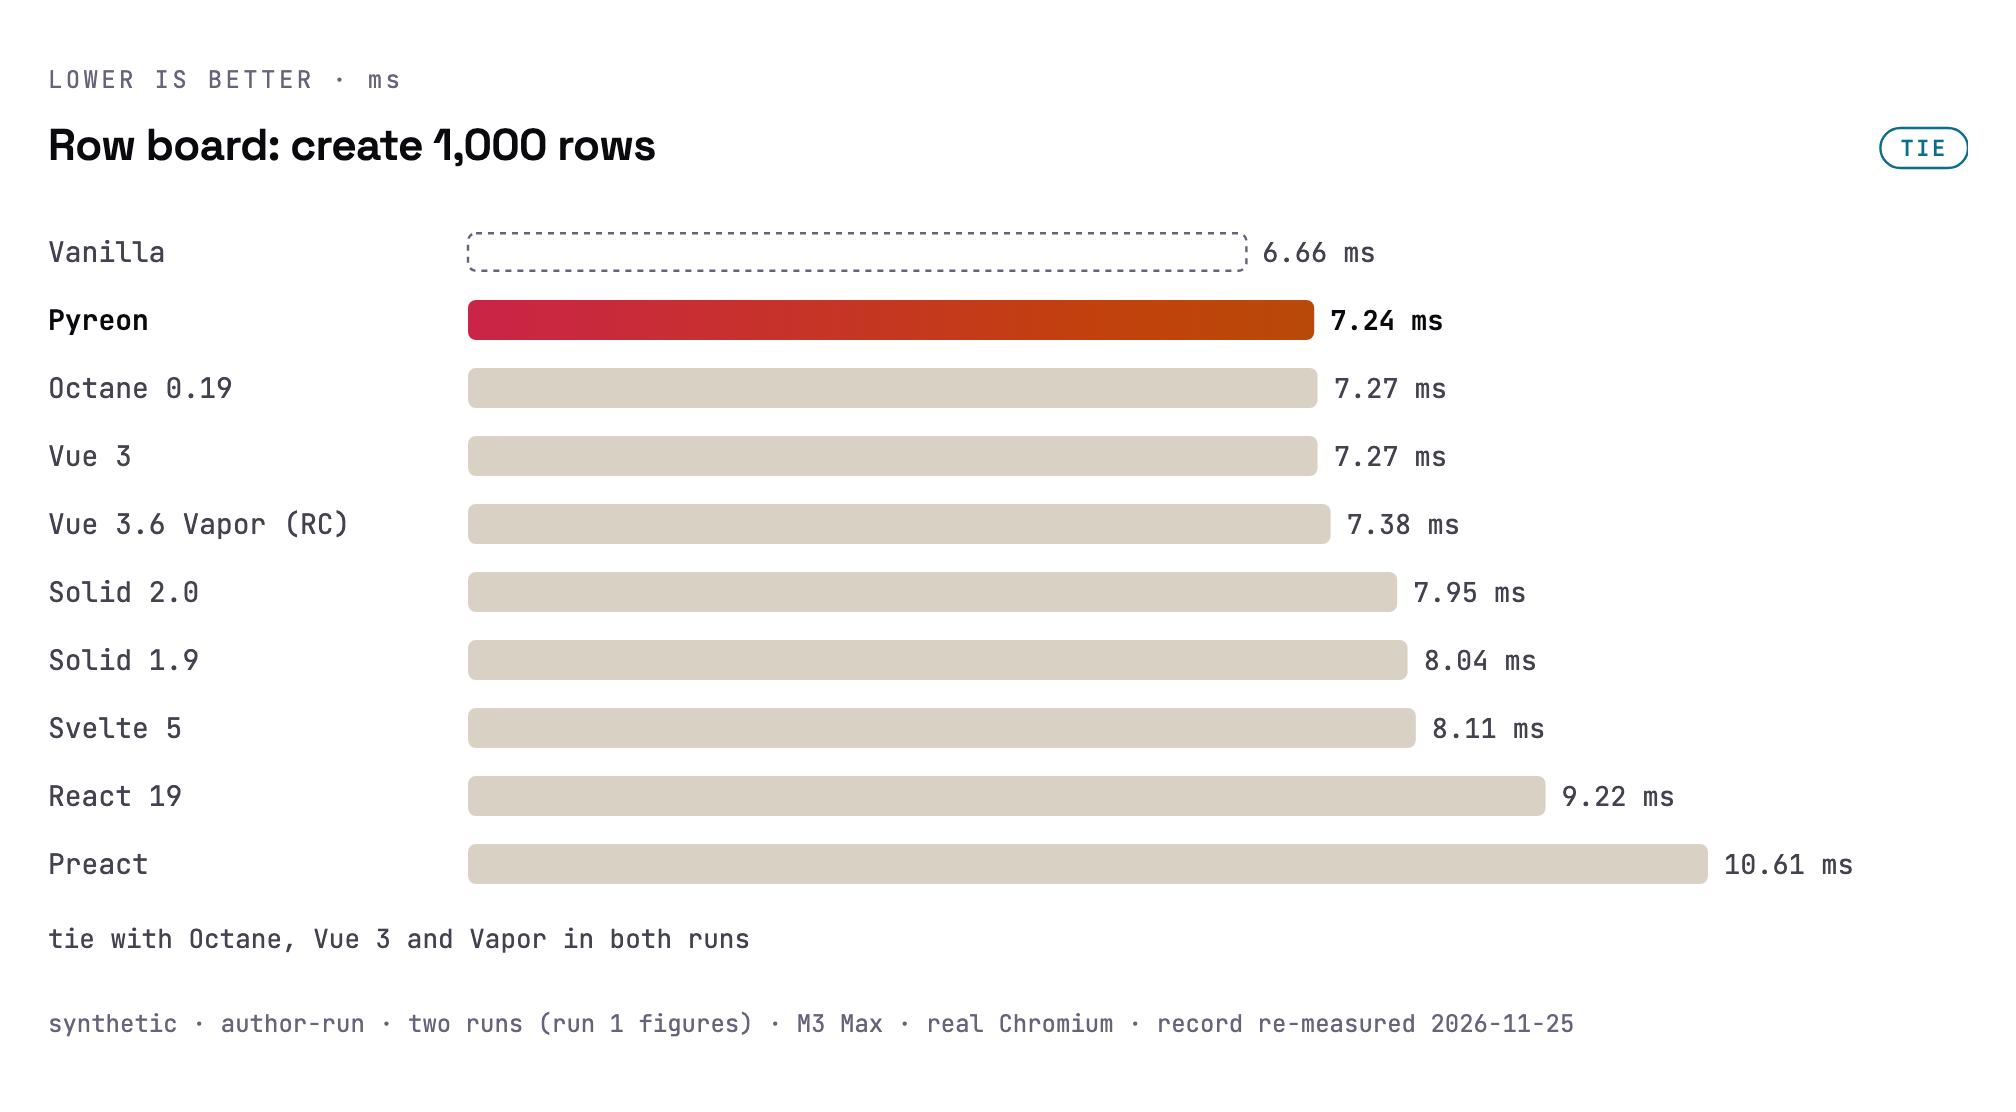 LOWER IS BETTER · ms
Row board: create 1,000 rows
TIE
Vanilla 6.66 ms
Pyreon 7.24 ms
Octane 0.19 7.27 ms
Vue 3 7.27 ms
Vue 3.6 Vapor (RC) 7.38 ms
Solid 2.0 7.95 ms
Solid 1.9 8.04 ms
Svelte 5 8.11 ms
React 19 9.22 ms
Preact 10.61 ms
tie with Octane, Vue 3 and Vapor in both runs
synthetic · author-run · two runs (run 1 figures) · M3 Max · real Chromium · record re-measured 2026-11-25